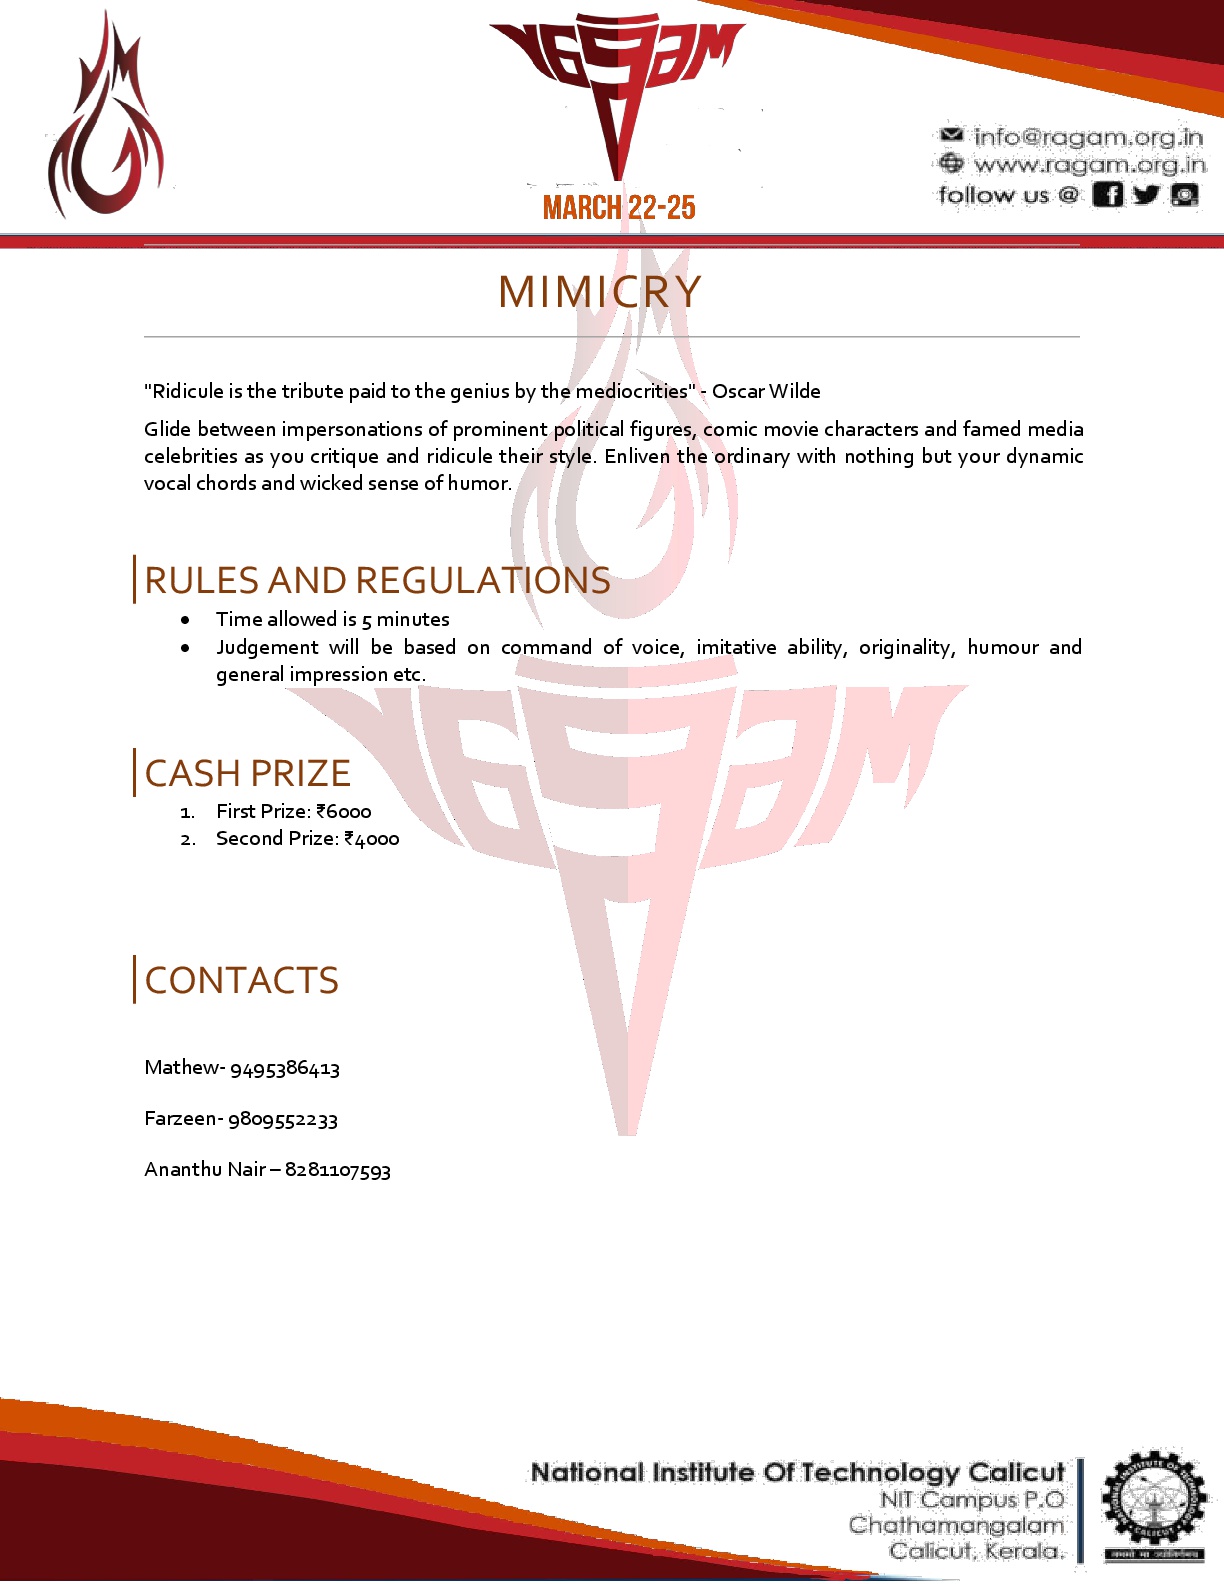 ragam
MARCH 22-25
info@ragam.org.in
www.ragam.org.in
follow us @
MIMICRY
"Ridicule is the tribute paid to the genius by the mediocrities" - Oscar Wilde
Glide between impersonations of prominent political figures, comic movie characters and famed media
celebrities as you critique and ridicule their style. Enliven the ordinary with nothing but your dynamic
vocal chords and wicked sense of humor.
RULES AND REGULATIONS
● Time allowed is 5 minutes
● Judgement will be based on command of voice, imitative ability, originality, humour and
general impression etc.
ragam
CASH PRIZE
1. First Prize: ₹6000
2. Second Prize: ₹4000
CONTACTS
Mathew- 9495386413
Farzeen- 9809552233
Ananthu Nair – 8281107593
National Institute Of Technology Calicut
NIT Campus P.O
Chathamangalam
Calicut, Kerala.